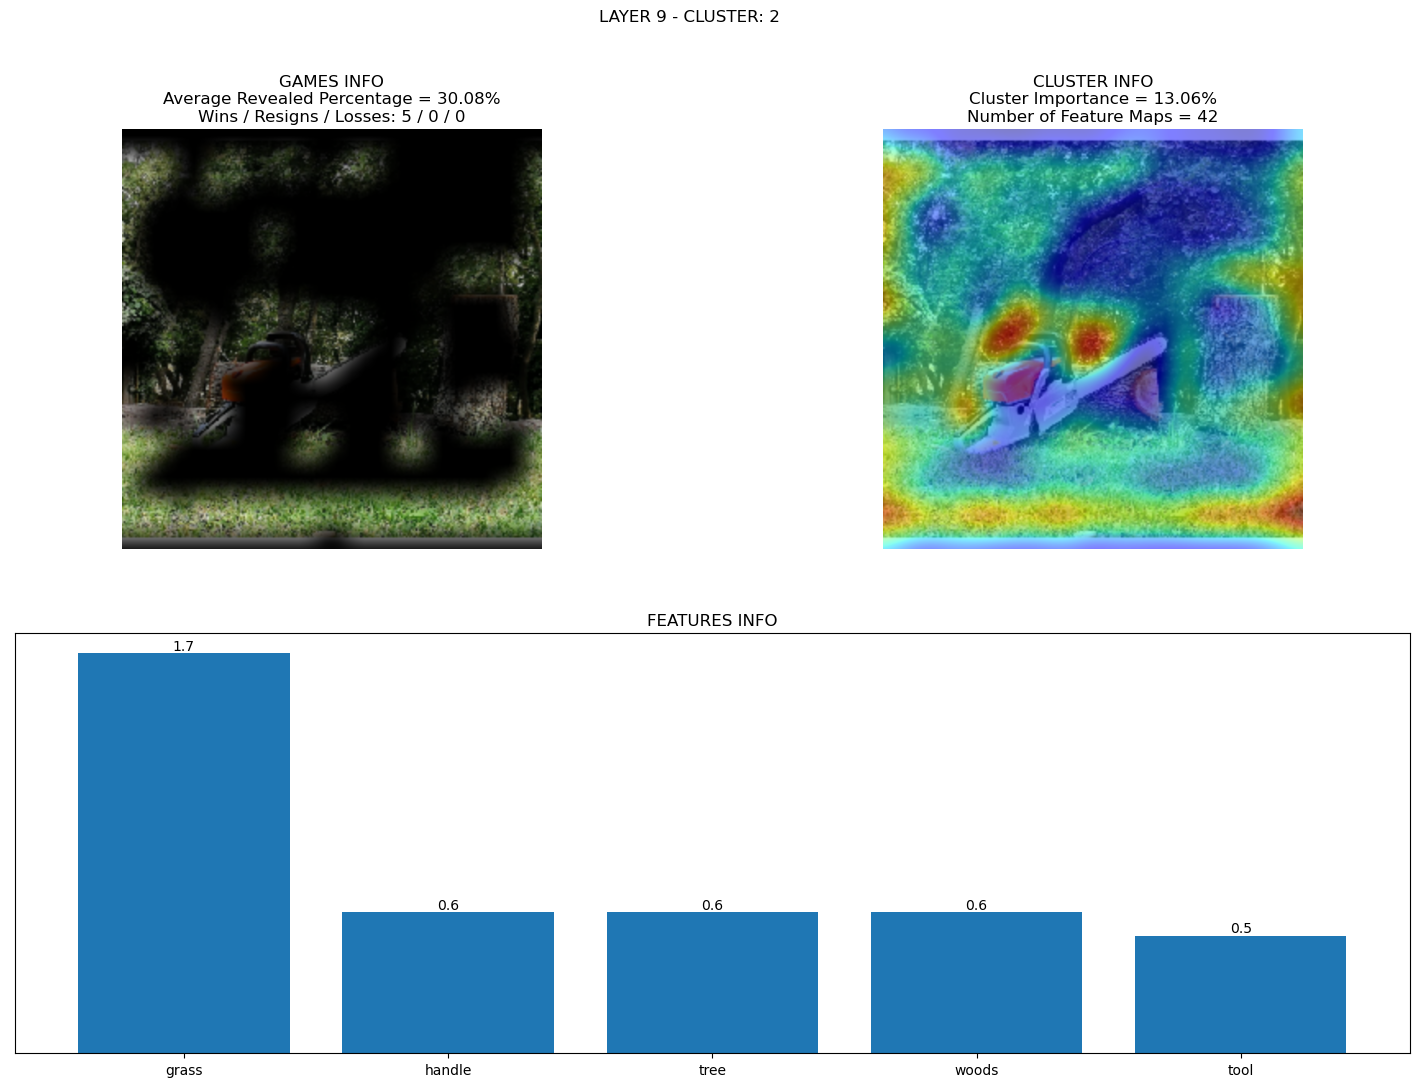 LAYER 9 - CLUSTER: 2
GAMES INFO
Average Revealed Percentage = 30.08%
Wins / Resigns / Losses: 5 / 0 / 0
CLUSTER INFO
Cluster Importance = 13.06%
Number of Feature Maps = 42
FEATURES INFO
1.7
0.6
0.6
0.6
0.5
grass
handle
tree
woods
tool